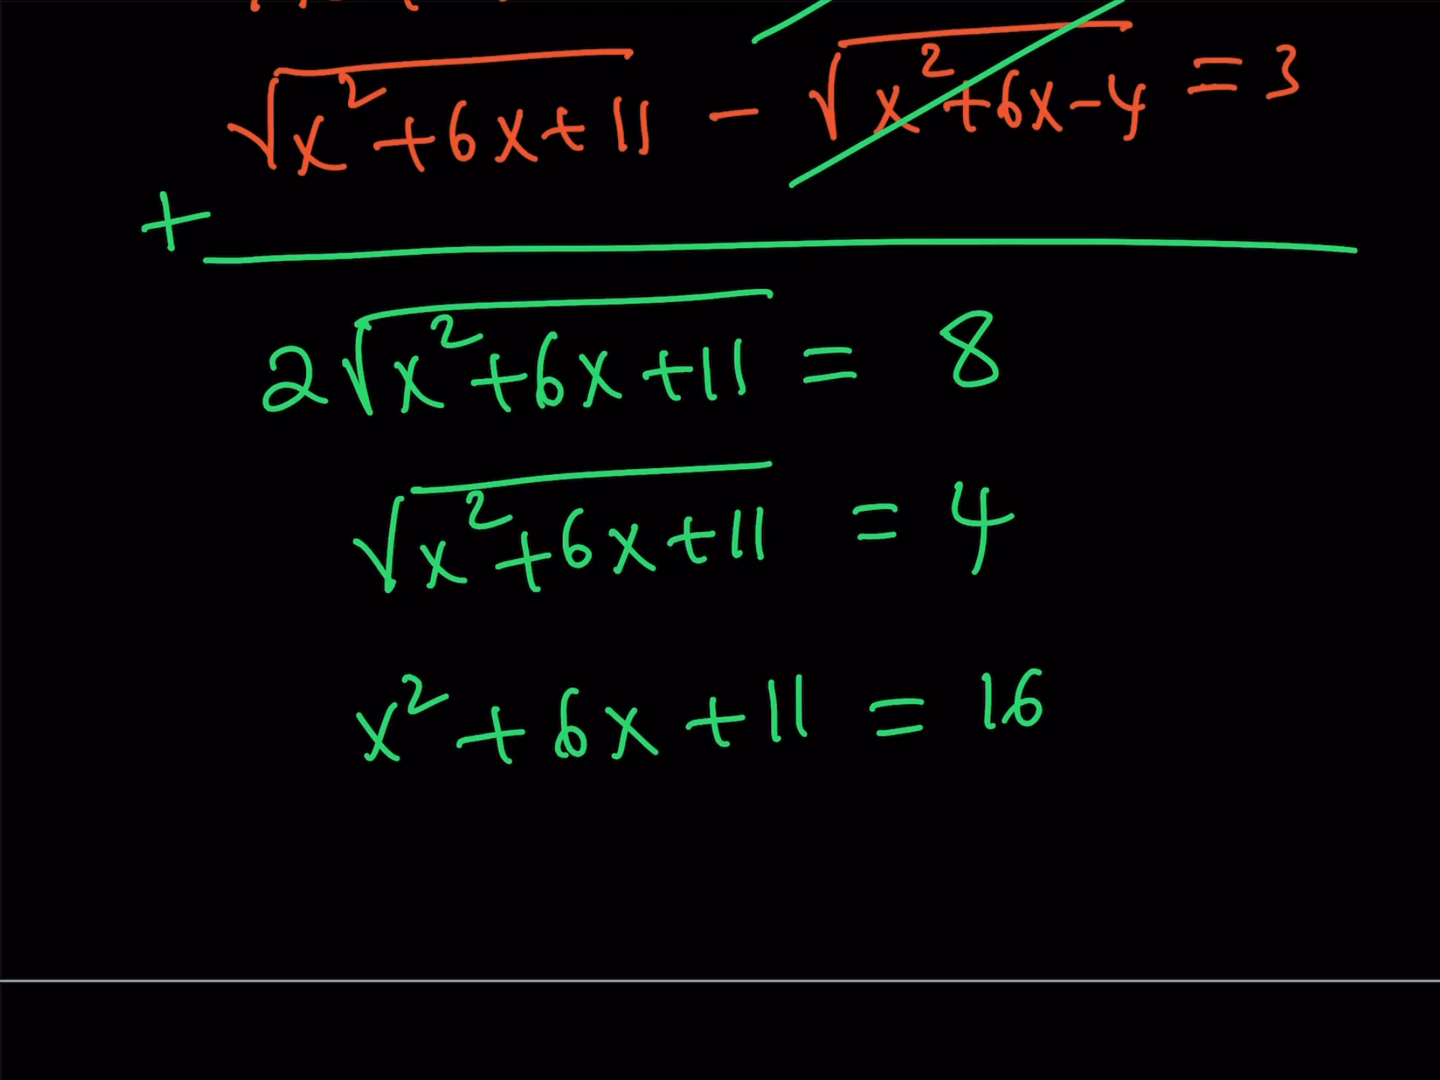 √(x²+6x+11) − √(x²+6x−4) = 3
+
2√(x²+6x+11) = 8
√(x²+6x+11) = 4
x²+6x+11 = 16